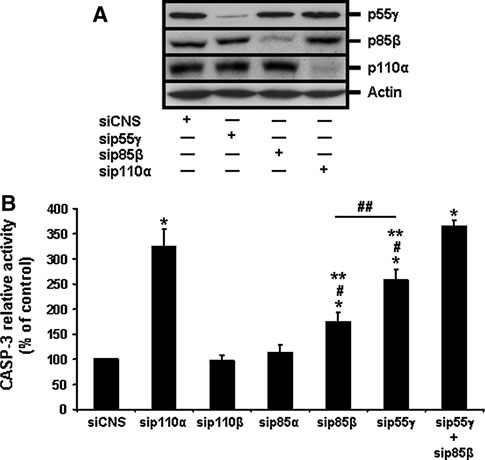 A
p55γ
p85β
p110α
Actin
siCNS + — — —
sip55γ — + — —
sip85β — — + —
sip110α — — — +
B
CASP-3 relative activity
(% of control)
400
350
300
250
200
150
100
50
0
*
**
#
*
##
**
#
*
*
siCNS sip110α sip110β sip85α sip85β sip55γ sip55γ
+
sip85β